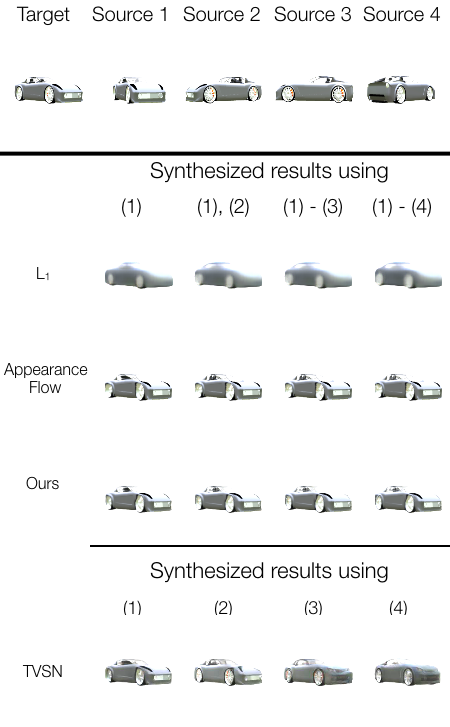 Target Source 1 Source 2 Source 3 Source 4
Synthesized results using
(1) (1), (2) (1) - (3) (1) - (4)
L₁
Appearance
Flow
Ours
Synthesized results using
(1) (2) (3) (4)
TVSN